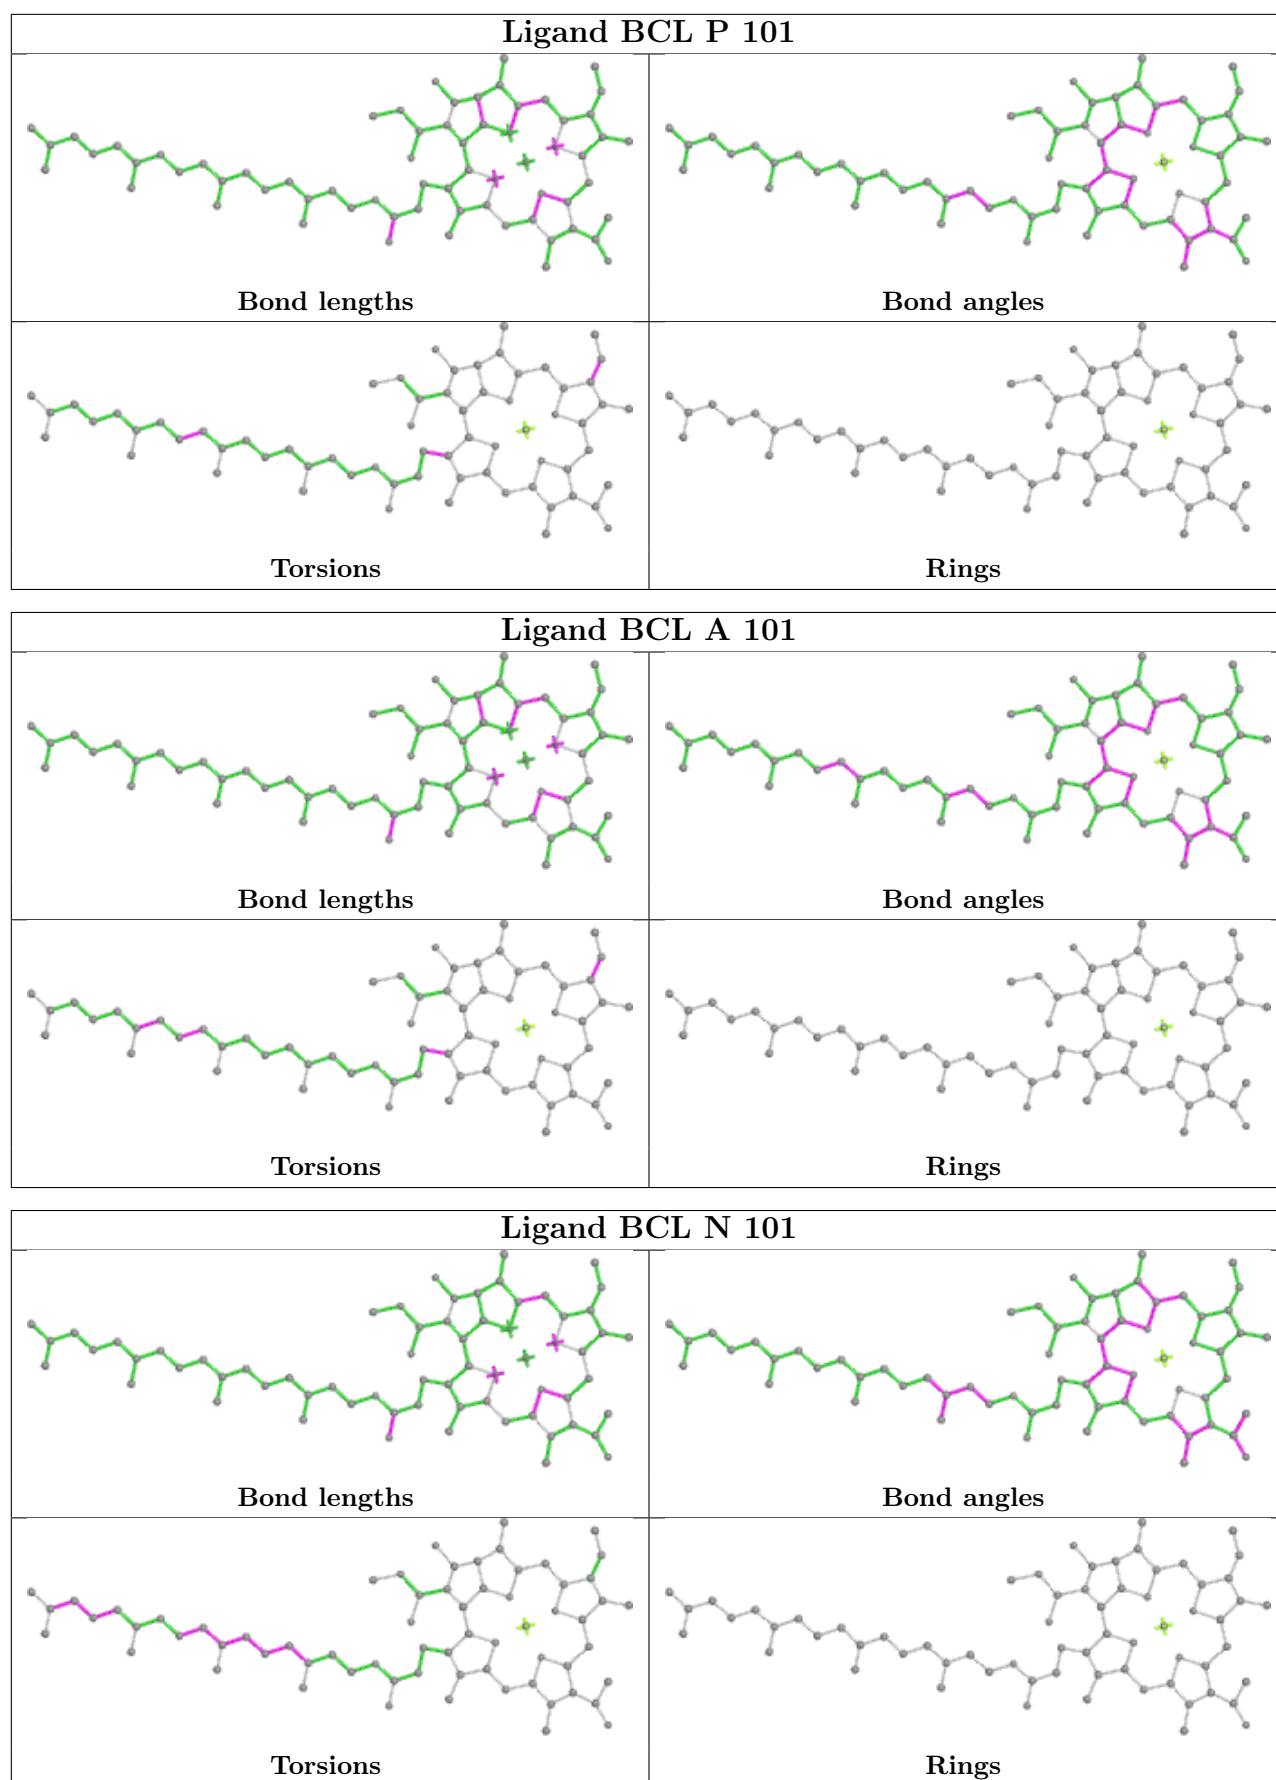 Ligand BCL P 101
Bond lengths
Bond angles
Torsions
Rings
Ligand BCL A 101
Bond lengths
Bond angles
Torsions
Rings
Ligand BCL N 101
Bond lengths
Bond angles
Torsions
Rings